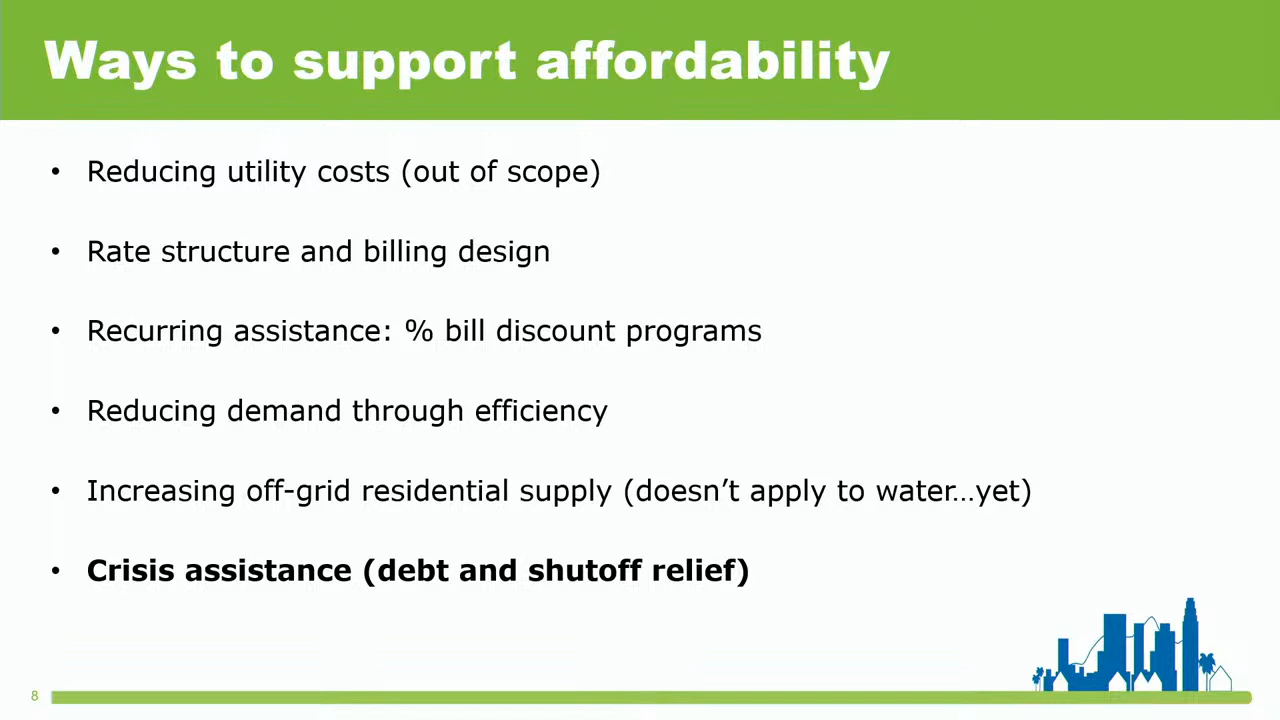 Ways to support affordability
• Reducing utility costs (out of scope)
• Rate structure and billing design
• Recurring assistance: % bill discount programs
• Reducing demand through efficiency
• Increasing off-grid residential supply (doesn’t apply to water…yet)
• Crisis assistance (debt and shutoff relief)
8